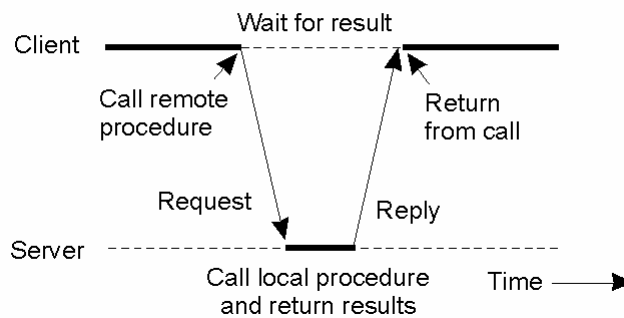 Wait for result
Client
Call remote
procedure
Return
from call
Request
Reply
Server
Call local procedure
and return results
Time